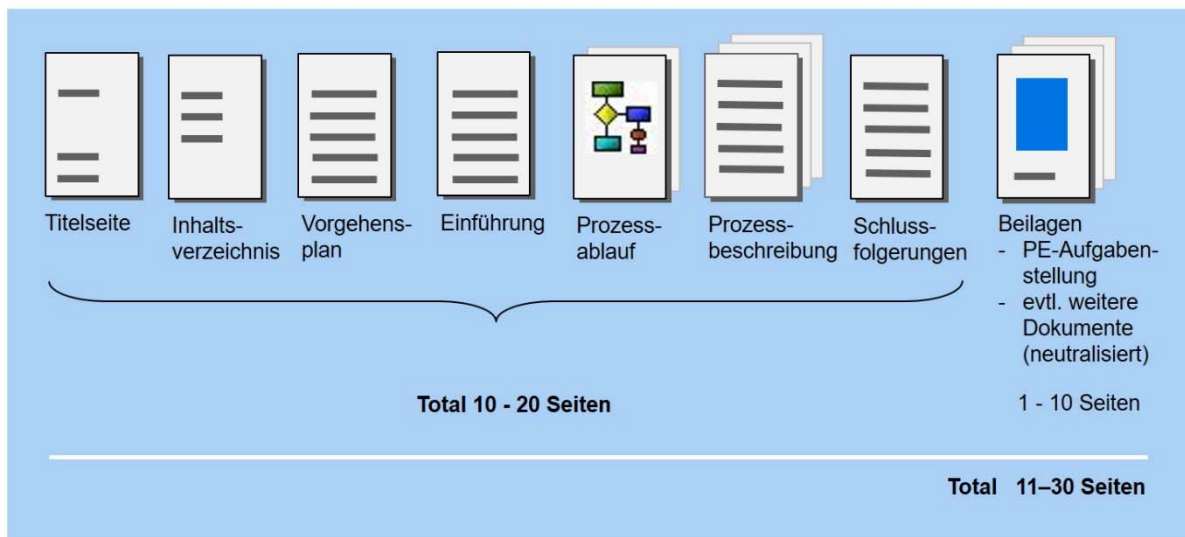 Titelseite
Inhalts-
verzeichnis
Vorgehens-
plan
Einführung
Prozess-
ablauf
Prozess-
beschreibung
Schluss-
folgerungen
Beilagen
- PE-Aufgaben-
stellung
- evtl. weitere
Dokumente
(neutralisiert)
Total 10 - 20 Seiten
1 - 10 Seiten
Total 11–30 Seiten